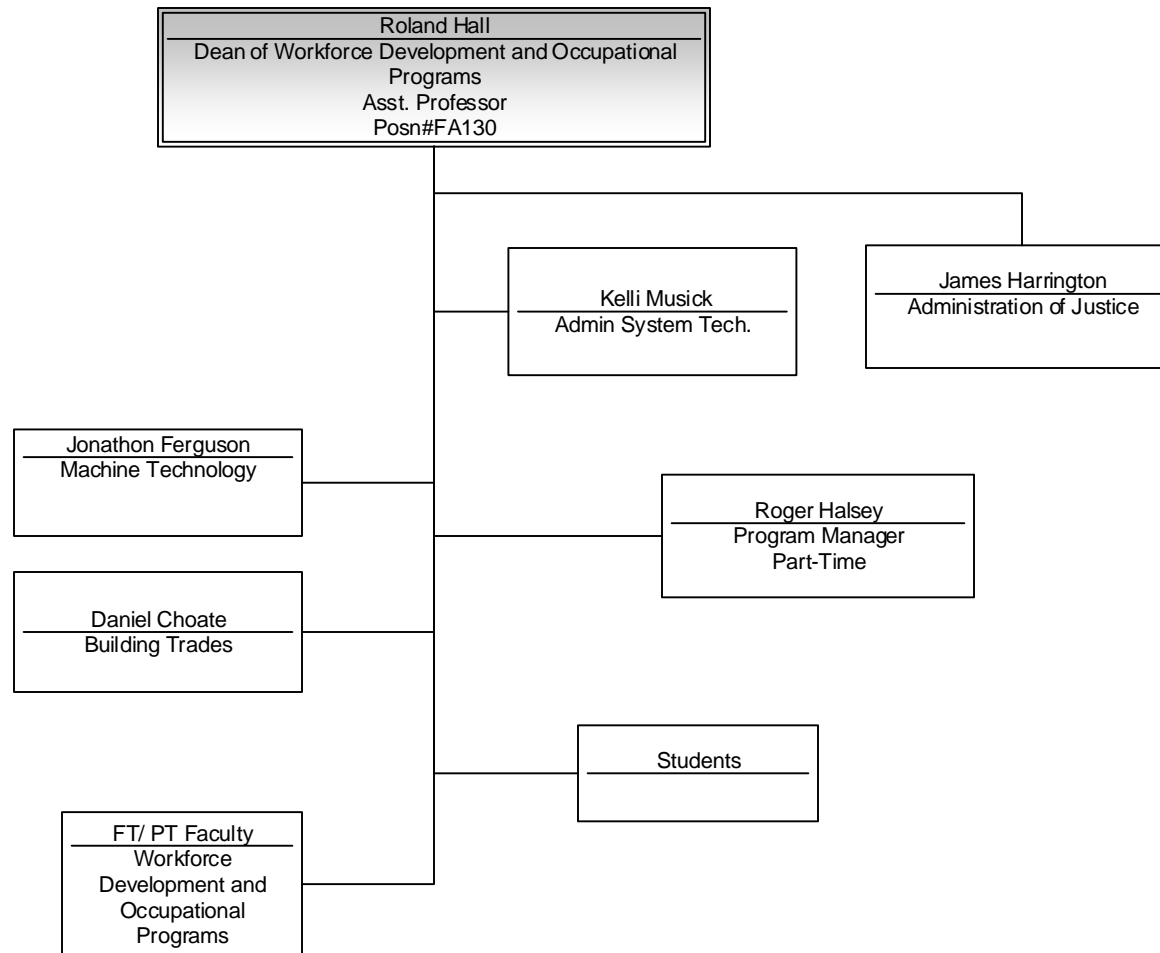 Roland Hall
Dean of Workforce Development and Occupational
Programs
Asst. Professor
Posn#FA130
Kelli Musick
Admin System Tech.
James Harrington
Administration of Justice
Jonathon Ferguson
Machine Technology
Roger Halsey
Program Manager
Part-Time
Daniel Choate
Building Trades
Students
FT/ PT Faculty
Workforce
Development and
Occupational
Programs